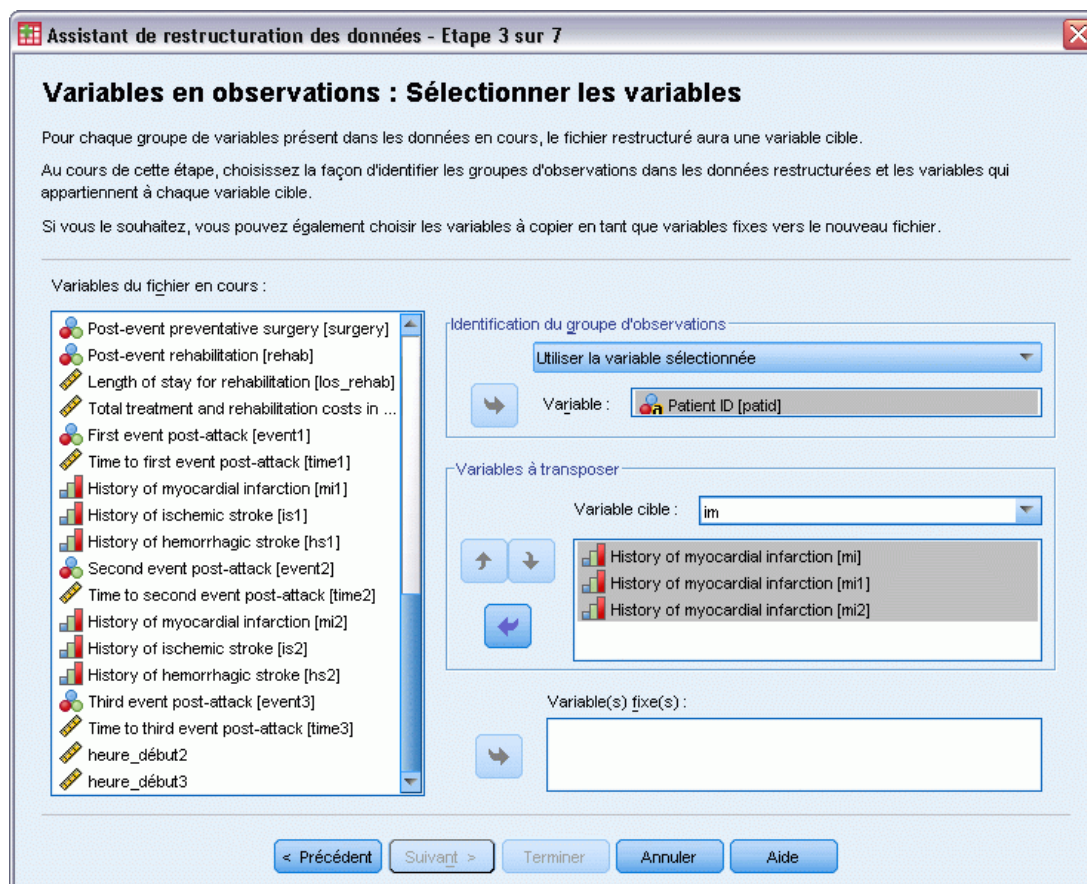 Assistant de restructuration des données - Etape 3 sur 7
Variables en observations : Sélectionner les variables
Pour chaque groupe de variables présent dans les données en cours, le fichier restructuré aura une variable cible.
Au cours de cette étape, choisissez la façon d'identifier les groupes d'observations dans les données restructurées et les variables qui
appartiennent à chaque variable cible.
Si vous le souhaitez, vous pouvez également choisir les variables à copier en tant que variables fixes vers le nouveau fichier.
Variables du fichier en cours :
Post-event preventative surgery [surgery]
Post-event rehabilitation [rehab]
Length of stay for rehabilitation [los_rehab]
Total treatment and rehabilitation costs in ...
First event post-attack [event1]
Time to first event post-attack [time1]
History of myocardial infarction [mi1]
History of ischemic stroke [is1]
History of hemorrhagic stroke [hs1]
Second event post-attack [event2]
Time to second event post-attack [time2]
History of myocardial infarction [mi2]
History of ischemic stroke [is2]
History of hemorrhagic stroke [hs2]
Third event post-attack [event3]
Time to third event post-attack [time3]
heure_début2
heure_début3
Identification du groupe d'observations
Utiliser la variable sélectionnée
Variable :
Patient ID [patid]
Variables à transposer
Variable cible :
im
History of myocardial infarction [mi]
History of myocardial infarction [mi1]
History of myocardial infarction [mi2]
Variable(s) fixe(s) :
< Précédent
Suivant >
Terminer
Annuler
Aide